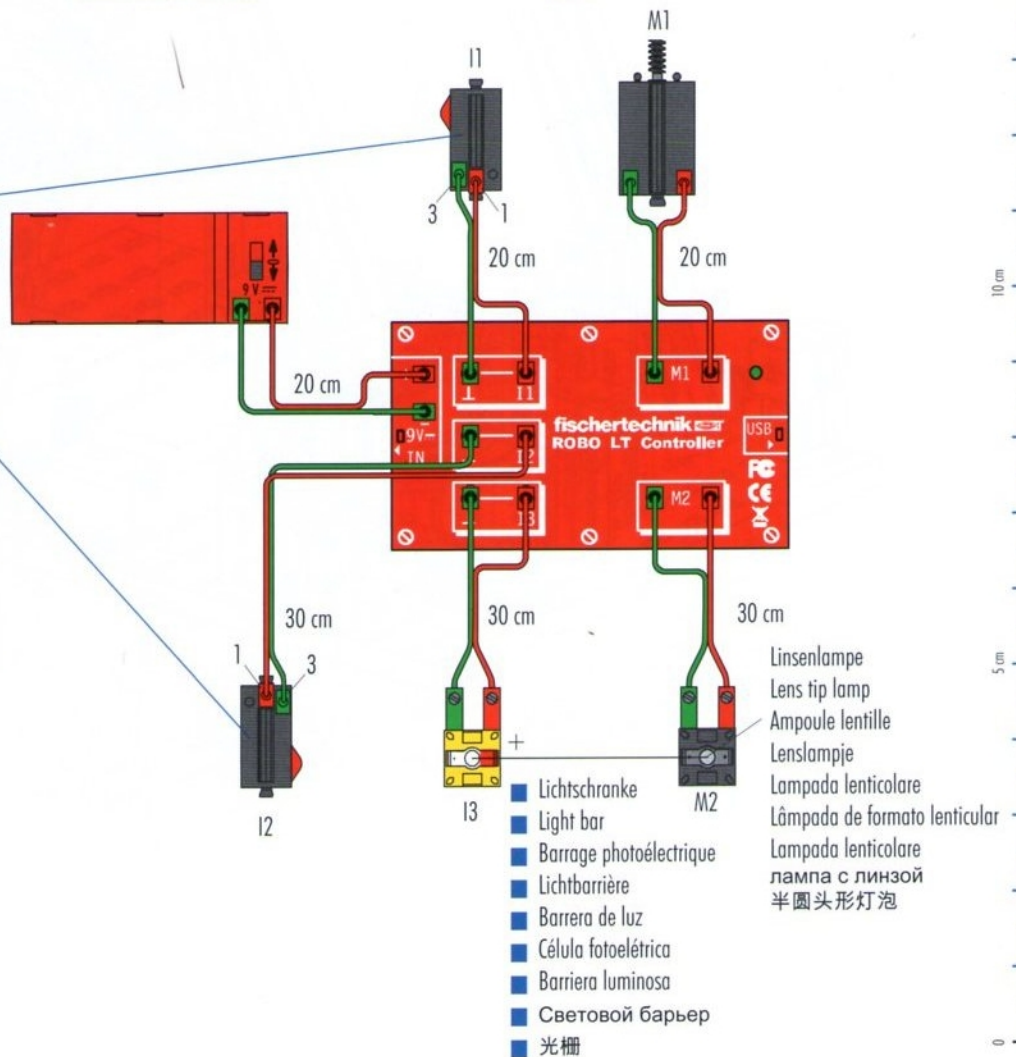 M1
I1
3
1
20 cm
20 cm
9 V
20 cm
I1
M1
fischertechnik
ROBO LT Controller
USB
9V
IN
I2
I3
M2
FC
CE
30 cm
30 cm
30 cm
1
3
I2
+
I3
M2
Linsenlampe
Lens tip lamp
Ampoule lentille
Lenslampje
Lampada lenticolare
Lâmpada de formato lenticular
Lampada lenticolare
лампа с линзой
半圆头形灯泡
Lichtschranke
Light bar
Barrage photoélectrique
Lichtbarrière
Barrera de luz
Célula fotoelétrica
Barriera luminosa
Световой барьер
光栅
10 cm
5 cm
0